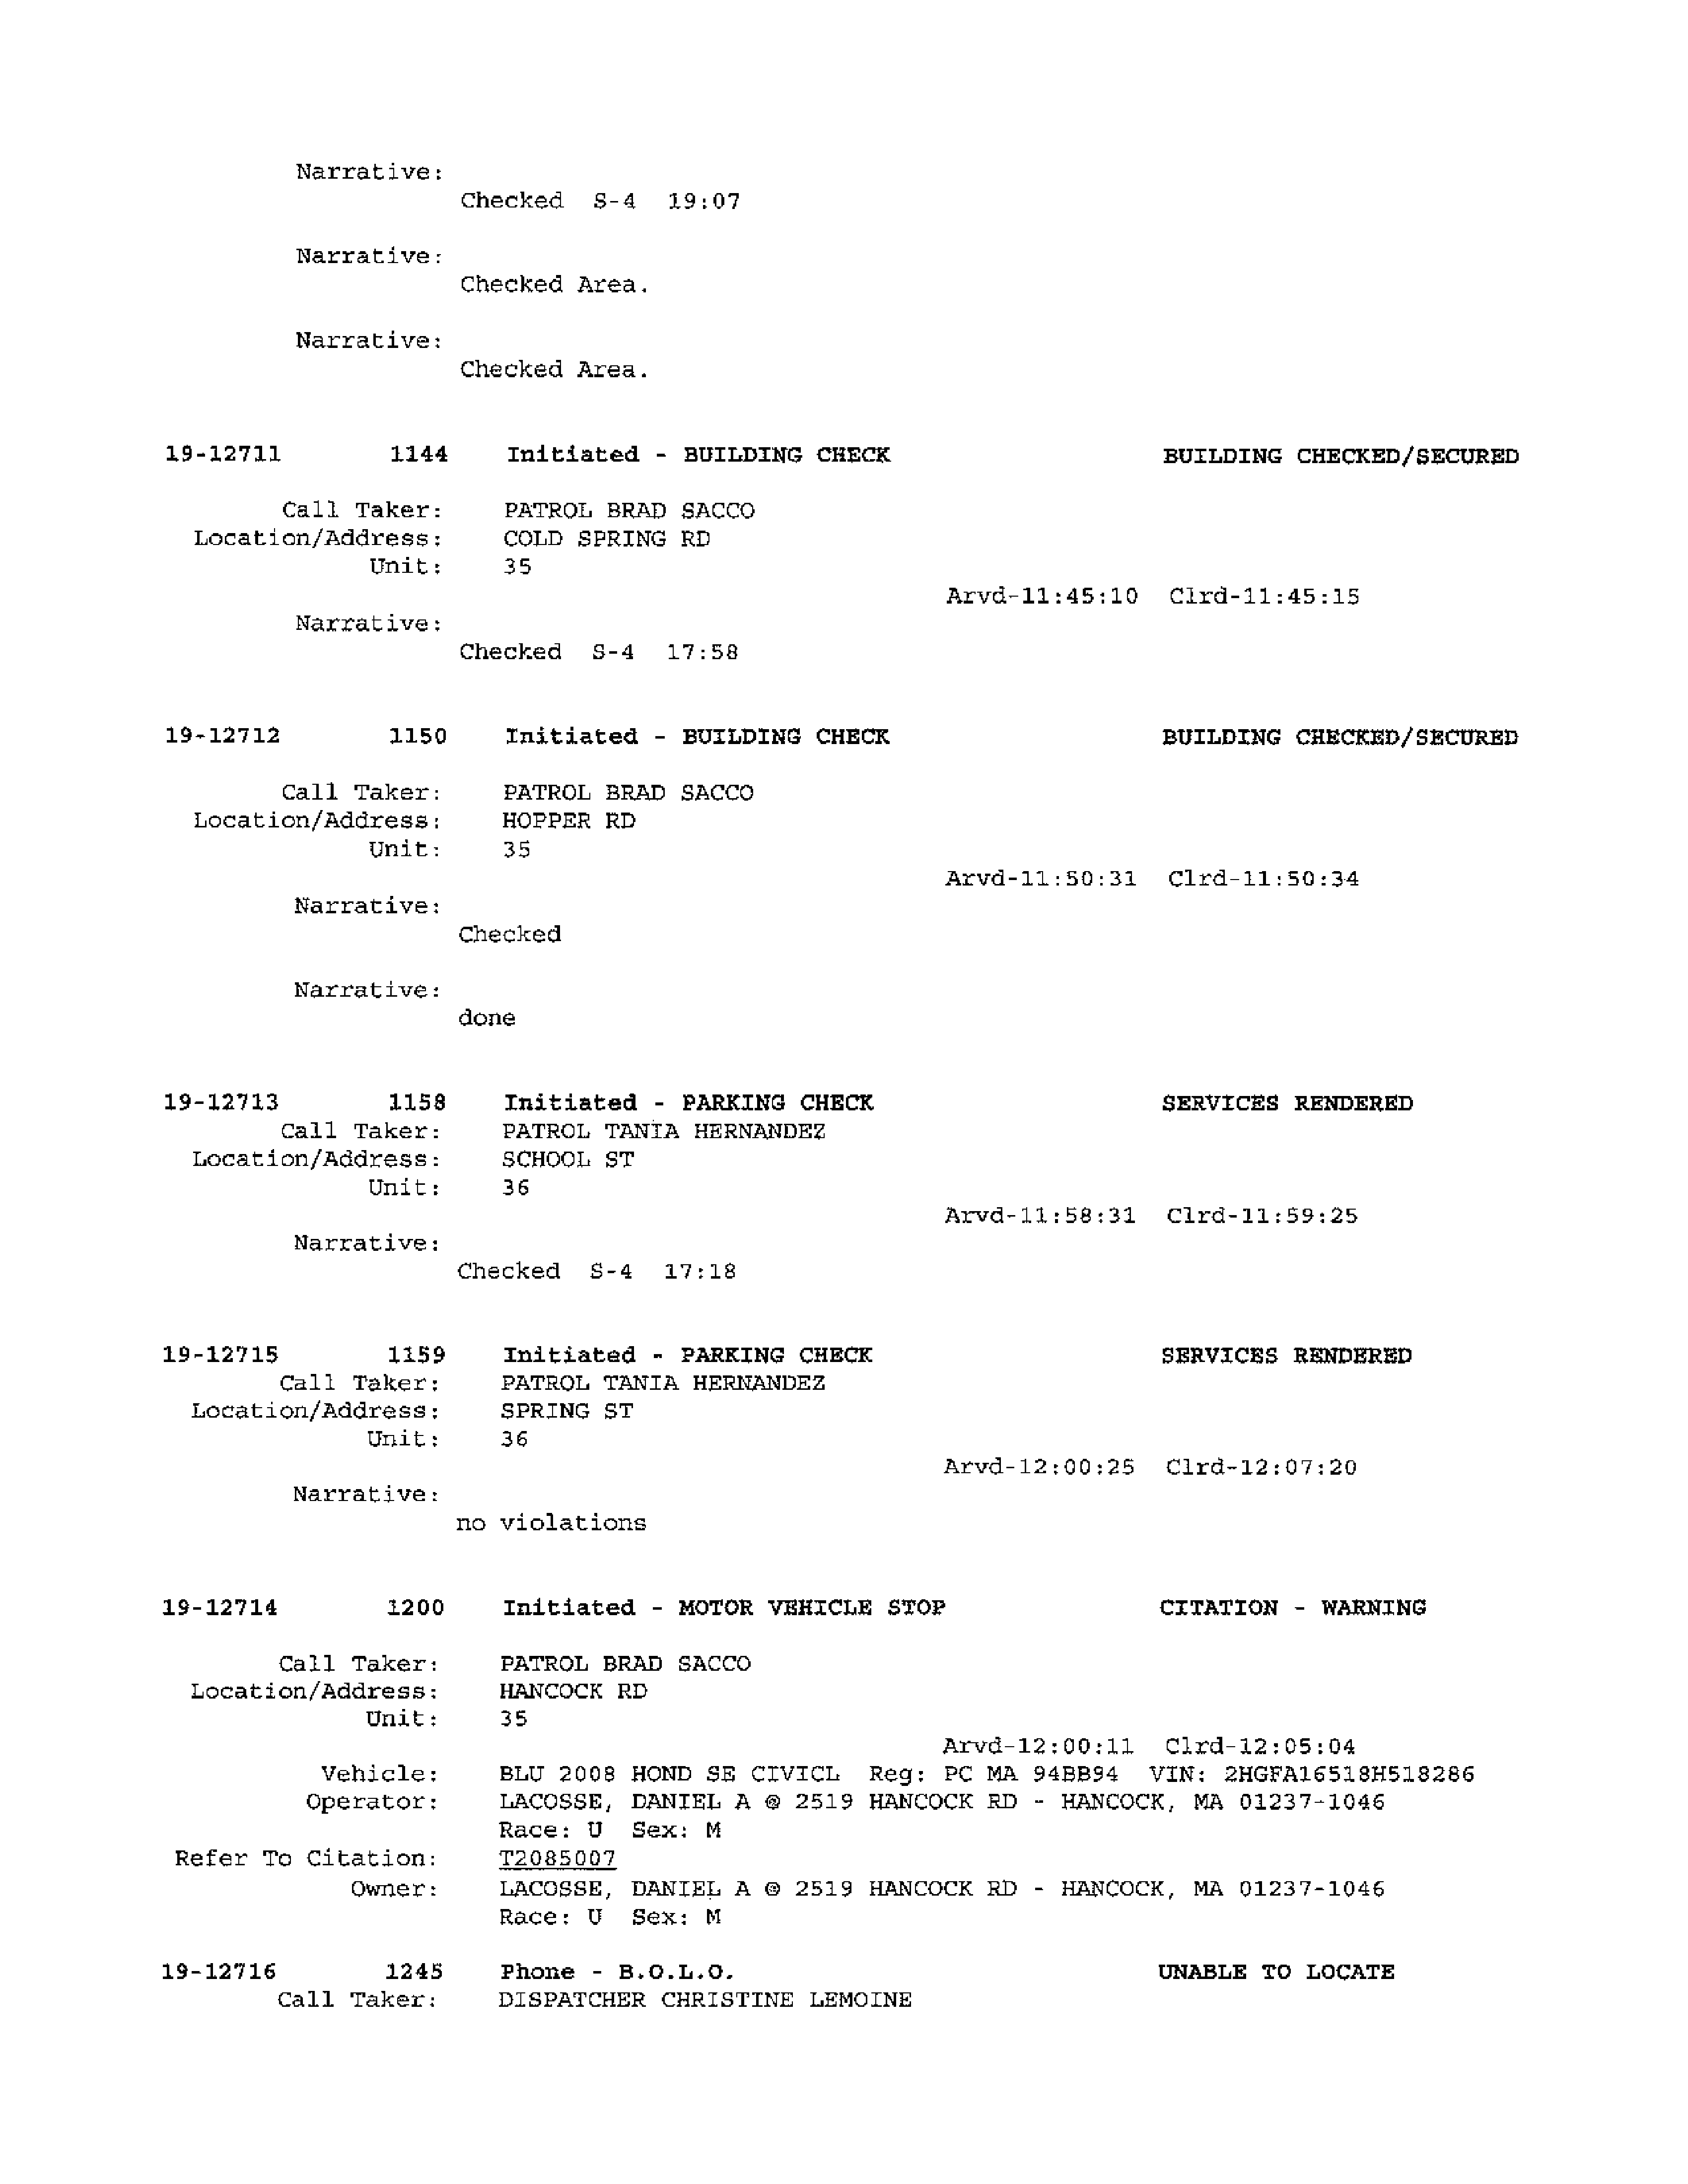 Narrative:
Checked S-4 19:07
Narrative:
Checked Area.
Narrative:
Checked Area.
19-12711 1144 Initiated - BUILDING CHECK BUILDING CHECKED/SECURED
Call Taker: PATROL BRAD SACCO
Location/Address: COLD SPRING RD
Unit: 35
Arvd-11:45:10 Clrd-11:45:15
Narrative:
Checked S-4 17:58
19-12712 1150 Initiated - BUILDING CHECK BUILDING CHECKED/SECURED
Call Taker: PATROL BRAD SACCO
Location/Address: HOPPER RD
Unit: 35
Arvd-11:50:31 Clrd-11:50:34
Narrative:
Checked
Narrative:
done
19-12713 1158 Initiated - PARKING CHECK SERVICES RENDERED
Call Taker: PATROL TANIA HERNANDEZ
Location/Address: SCHOOL ST
Unit: 36
Arvd-11:58:31 Clrd-11:59:25
Narrative:
Checked S-4 17:18
19-12715 1159 Initiated - PARKING CHECK SERVICES RENDERED
Call Taker: PATROL TANIA HERNANDEZ
Location/Address: SPRING ST
Unit: 36
Arvd-12:00:25 Clrd-12:07:20
Narrative:
no violations
19-12714 1200 Initiated - MOTOR VEHICLE STOP CITATION - WARNING
Call Taker: PATROL BRAD SACCO
Location/Address: HANCOCK RD
Unit: 35
Arvd-12:00:11 Clrd-12:05:04
Vehicle: BLU 2008 HOND SE CIVICL Reg: PC MA 94BB94 VIN: 2HGFA16518H518286
Operator: LACOSSE, DANIEL A @ 2519 HANCOCK RD - HANCOCK, MA 01237-1046
Race: U Sex: M
Refer To Citation: T2085007
Owner: LACOSSE, DANIEL A @ 2519 HANCOCK RD - HANCOCK, MA 01237-1046
Race: U Sex: M
19-12716 1245 Phone - B.O.L.O. UNABLE TO LOCATE
Call Taker: DISPATCHER CHRISTINE LEMOINE